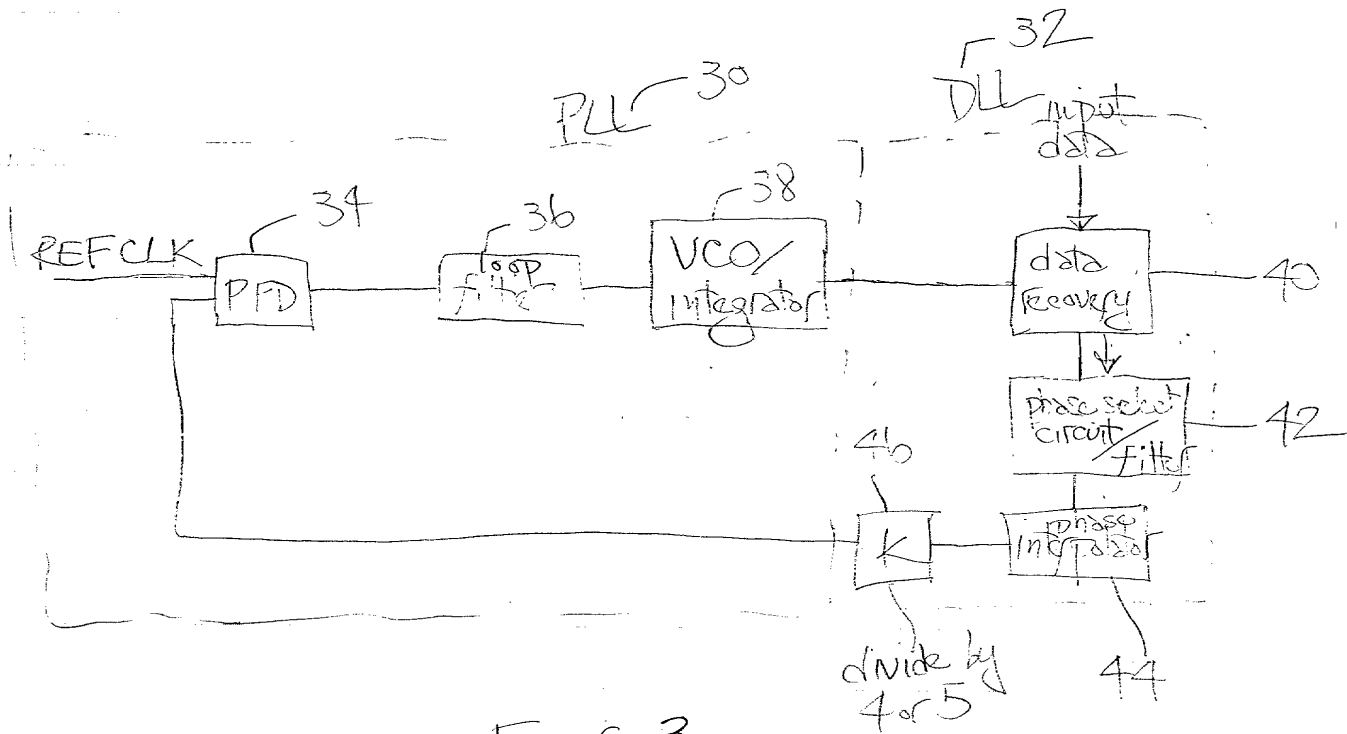 32
PLL
30
DLL
input
data
34
36
38
REFCLK
PFD
loop
filter
VCO/
Integrator
data
recovery
40
phase select
circuit/
filter
42
46
K
phase
integrator
divide by
4 or 5
44